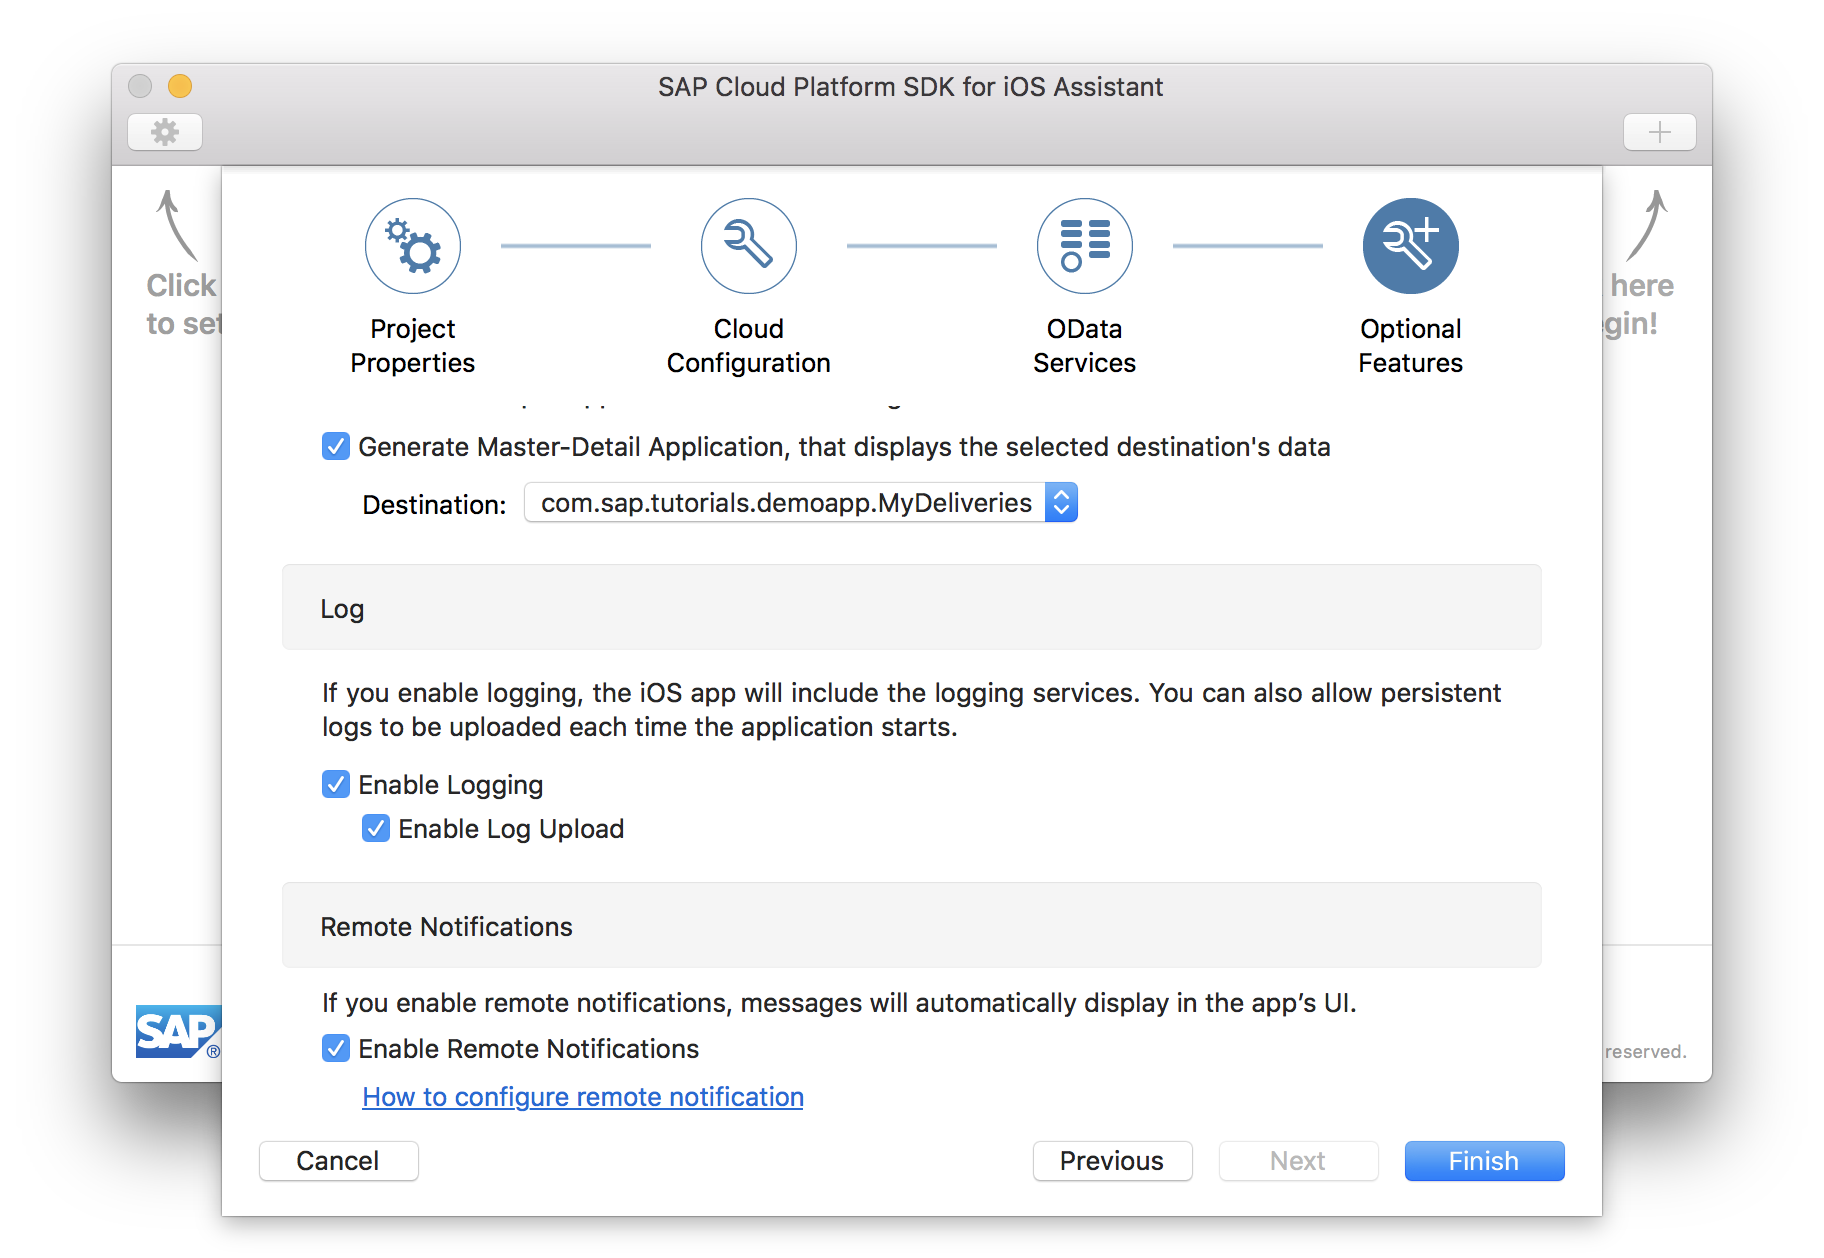 SAP Cloud Platform SDK for iOS Assistant
Click
to set
here
gin!
Project
Properties
Cloud
Configuration
OData
Services
Optional
Features
Generate Master-Detail Application, that displays the selected destination's data
Destination: com.sap.tutorials.demoapp.MyDeliveries
Log
If you enable logging, the iOS app will include the logging services. You can also allow persistent
logs to be uploaded each time the application starts.
Enable Logging
Enable Log Upload
Remote Notifications
If you enable remote notifications, messages will automatically display in the app’s UI.
Enable Remote Notifications
How to configure remote notification
SAP ®
reserved.
Cancel
Previous
Next
Finish